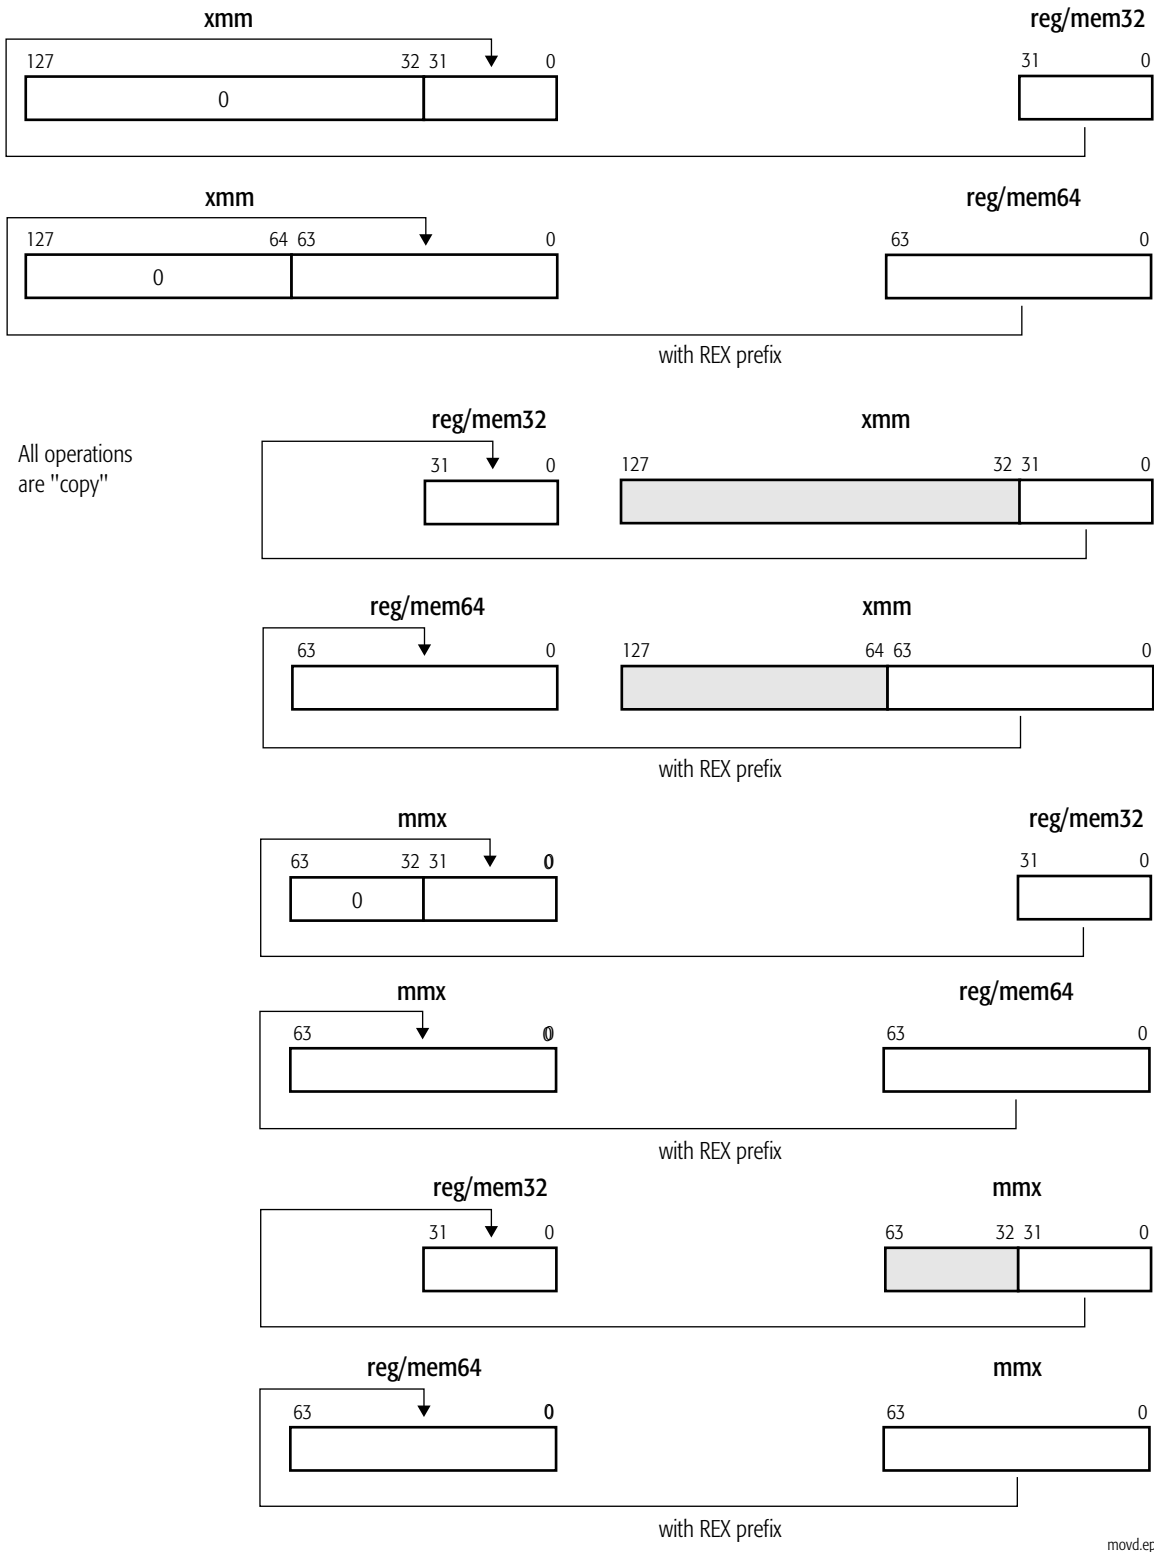 xmm reg/mem32
127 32 31 0 31 0
0
xmm reg/mem64
127 64 63 0 63 0
0
with REX prefix
reg/mem32 xmm
All operations
are "copy"
31 0 127 32 31 0
reg/mem64 xmm
63 0 127 64 63 0
with REX prefix
mmx reg/mem32
63 32 31 0 31 0
0
mmx reg/mem64
63 0 63 0
with REX prefix
reg/mem32 mmx
31 0 63 32 31 0
reg/mem64 mmx
63 0 63 0
with REX prefix
movd.ep